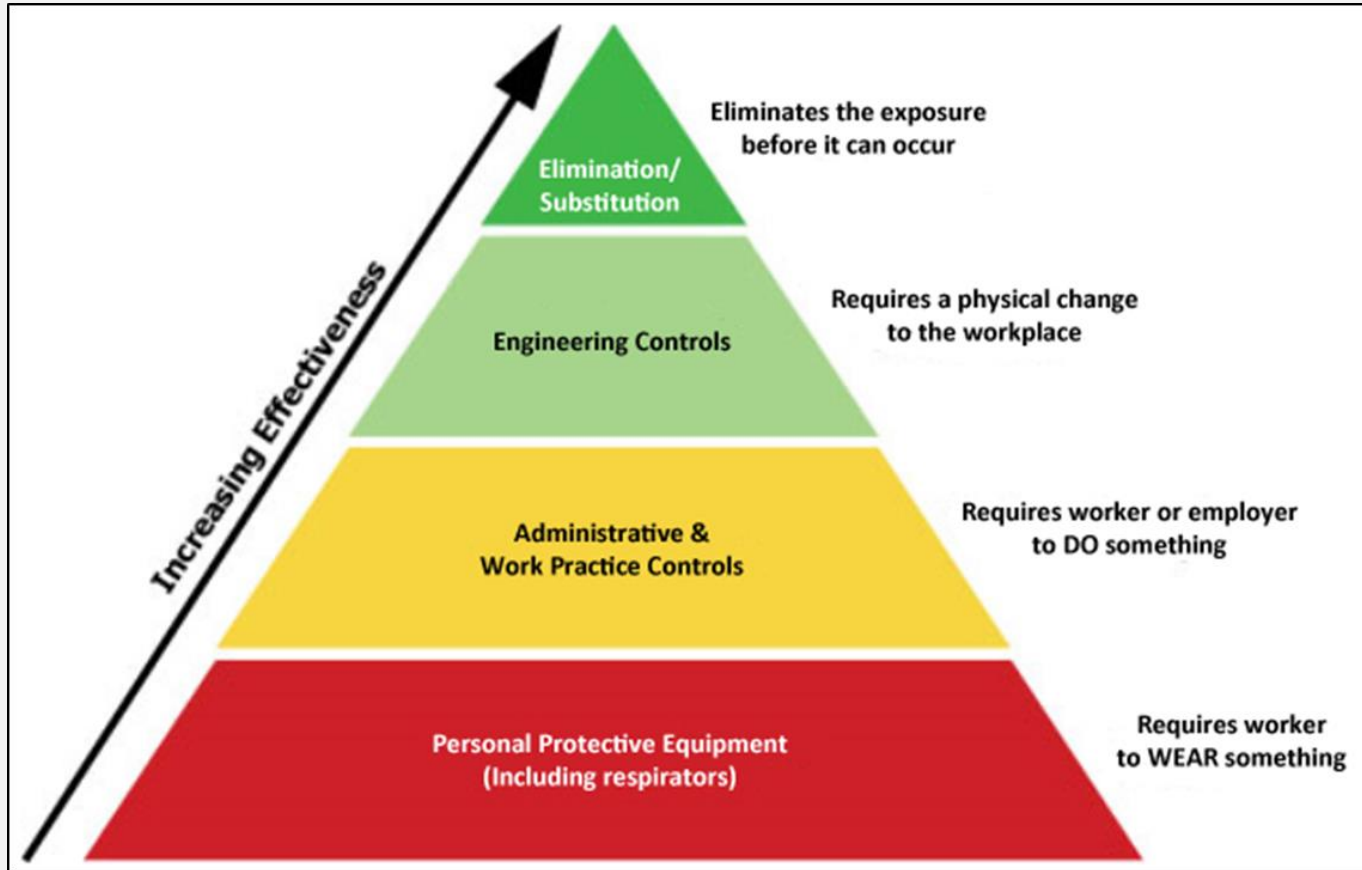 Increasing Effectiveness
Elimination/
Substitution
Eliminates the exposure
before it can occur
Engineering Controls
Requires a physical change
to the workplace
Administrative &
Work Practice Controls
Requires worker or employer
to DO something
Personal Protective Equipment
(Including respirators)
Requires worker
to WEAR something